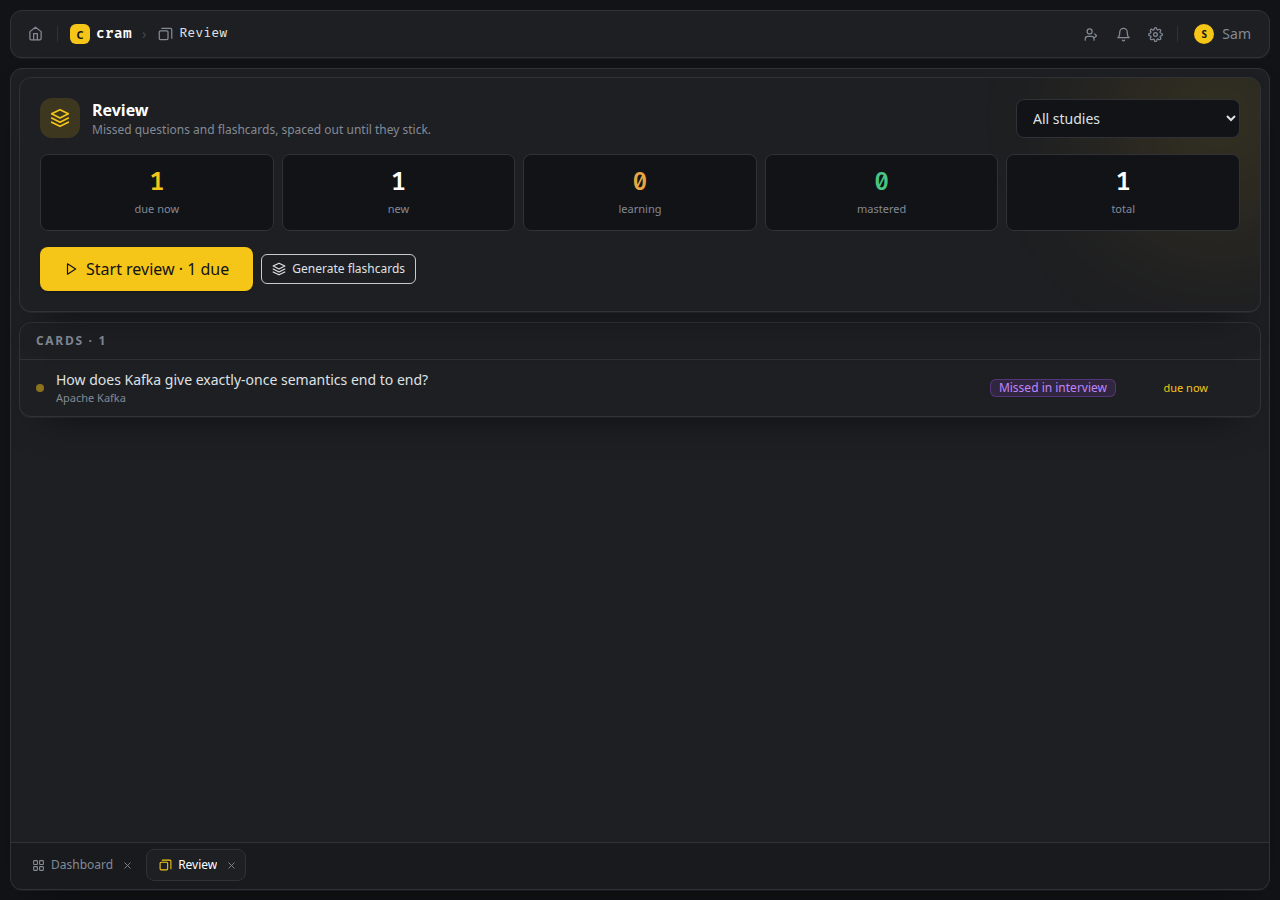 c cram › Review
S Sam
Review
Missed questions and flashcards, spaced out until they stick.
All studies
1
due now
1
new
0
learning
0
mastered
1
total
Start review · 1 due
Generate flashcards
CARDS · 1
How does Kafka give exactly-once semantics end to end?
Apache Kafka
Missed in interview
due now
Dashboard
Review